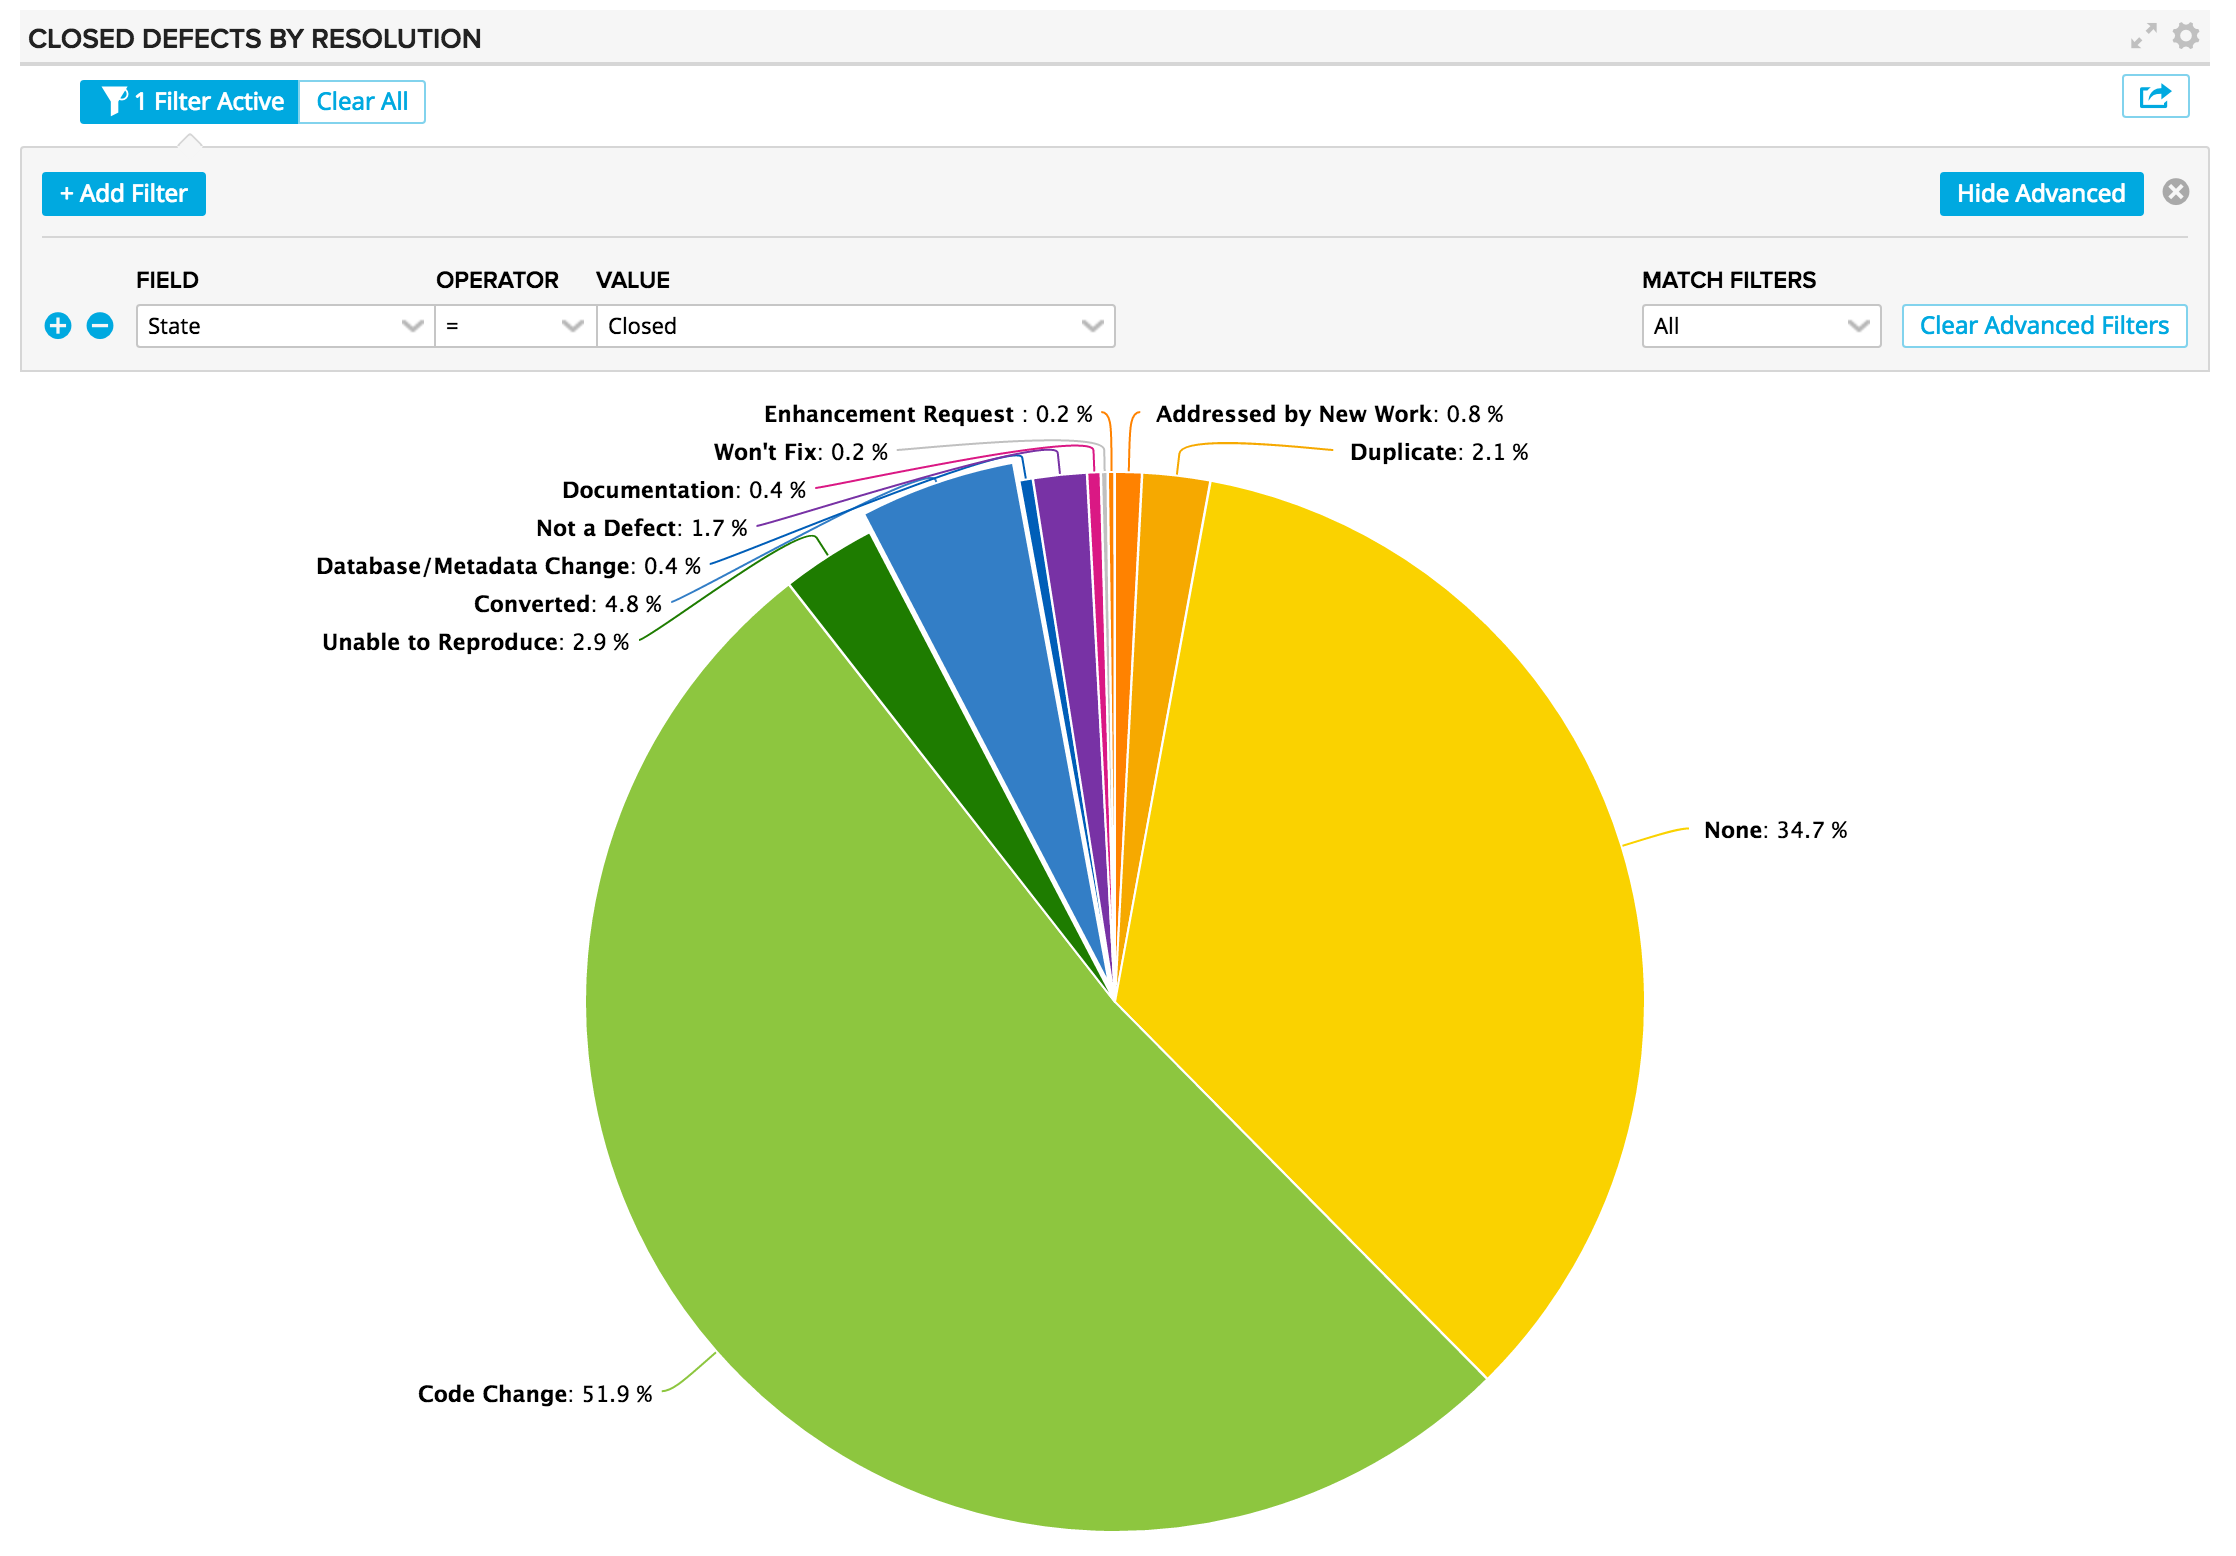 CLOSED DEFECTS BY RESOLUTION
1 Filter Active Clear All
+ Add Filter Hide Advanced
FIELD OPERATOR VALUE MATCH FILTERS
State = Closed All Clear Advanced Filters
Enhancement Request : 0.2 % Addressed by New Work: 0.8 %
Won't Fix: 0.2 % Duplicate: 2.1 %
Documentation: 0.4 %
Not a Defect: 1.7 %
Database/Metadata Change: 0.4 %
Converted: 4.8 %
Unable to Reproduce: 2.9 %
None: 34.7 %
Code Change: 51.9 %